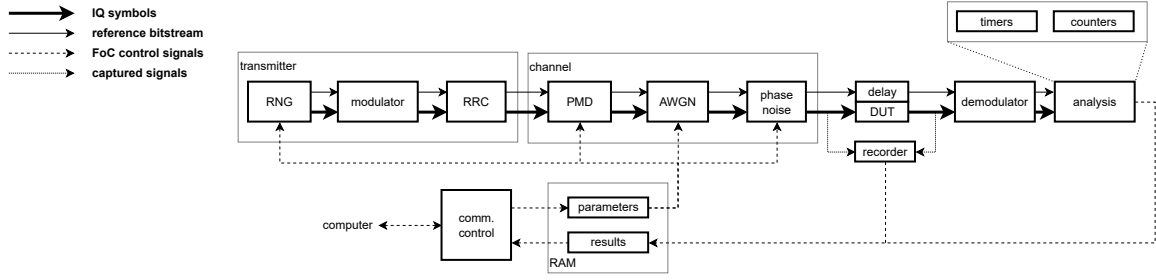 IQ symbols
reference bitstream
FoC control signals
captured signals
timers
counters
transmitter
channel
RNG
modulator
RRC
PMD
AWGN
phase
noise
delay
DUT
demodulator
analysis
recorder
computer
comm.
control
parameters
results
RAM